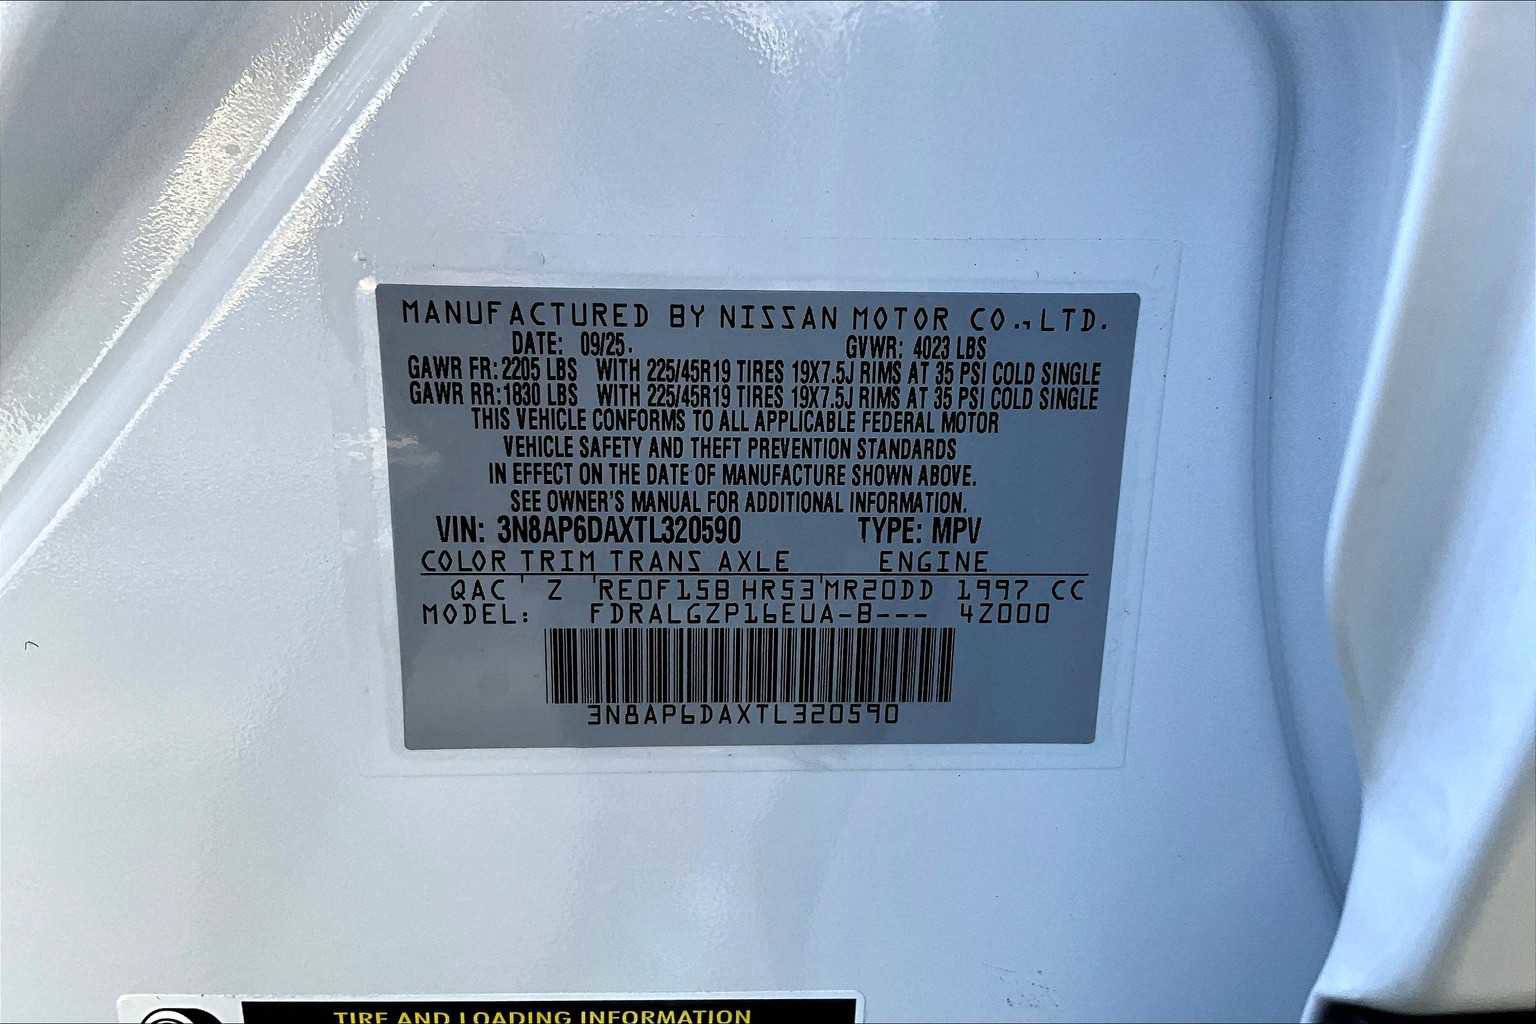 MANUFACTURED BY NISSAN MOTOR CO., LTD.
DATE: 09/25. GVWR: 4023 LBS
GAWR FR: 2205 LBS WITH 225/45R19 TIRES 19X7.5J RIMS AT 35 PSI COLD SINGLE
GAWR RR: 1830 LBS WITH 225/45R19 TIRES 19X7.5J RIMS AT 35 PSI COLD SINGLE
THIS VEHICLE CONFORMS TO ALL APPLICABLE FEDERAL MOTOR
VEHICLE SAFETY AND THEFT PREVENTION STANDARDS
IN EFFECT ON THE DATE OF MANUFACTURE SHOWN ABOVE.
SEE OWNER'S MANUAL FOR ADDITIONAL INFORMATION.
VIN: 3N8AP6DAXTL320590 TYPE: MPV
COLOR TRIM TRANS AXLE ENGINE
QAC Z RE0F15B HR53 MR20DD 1997 CC
MODEL: FDRALGZP16EUA-B--- 4Z000
3N8AP6DAXTL320590
TIRE AND LOADING INFORMATION